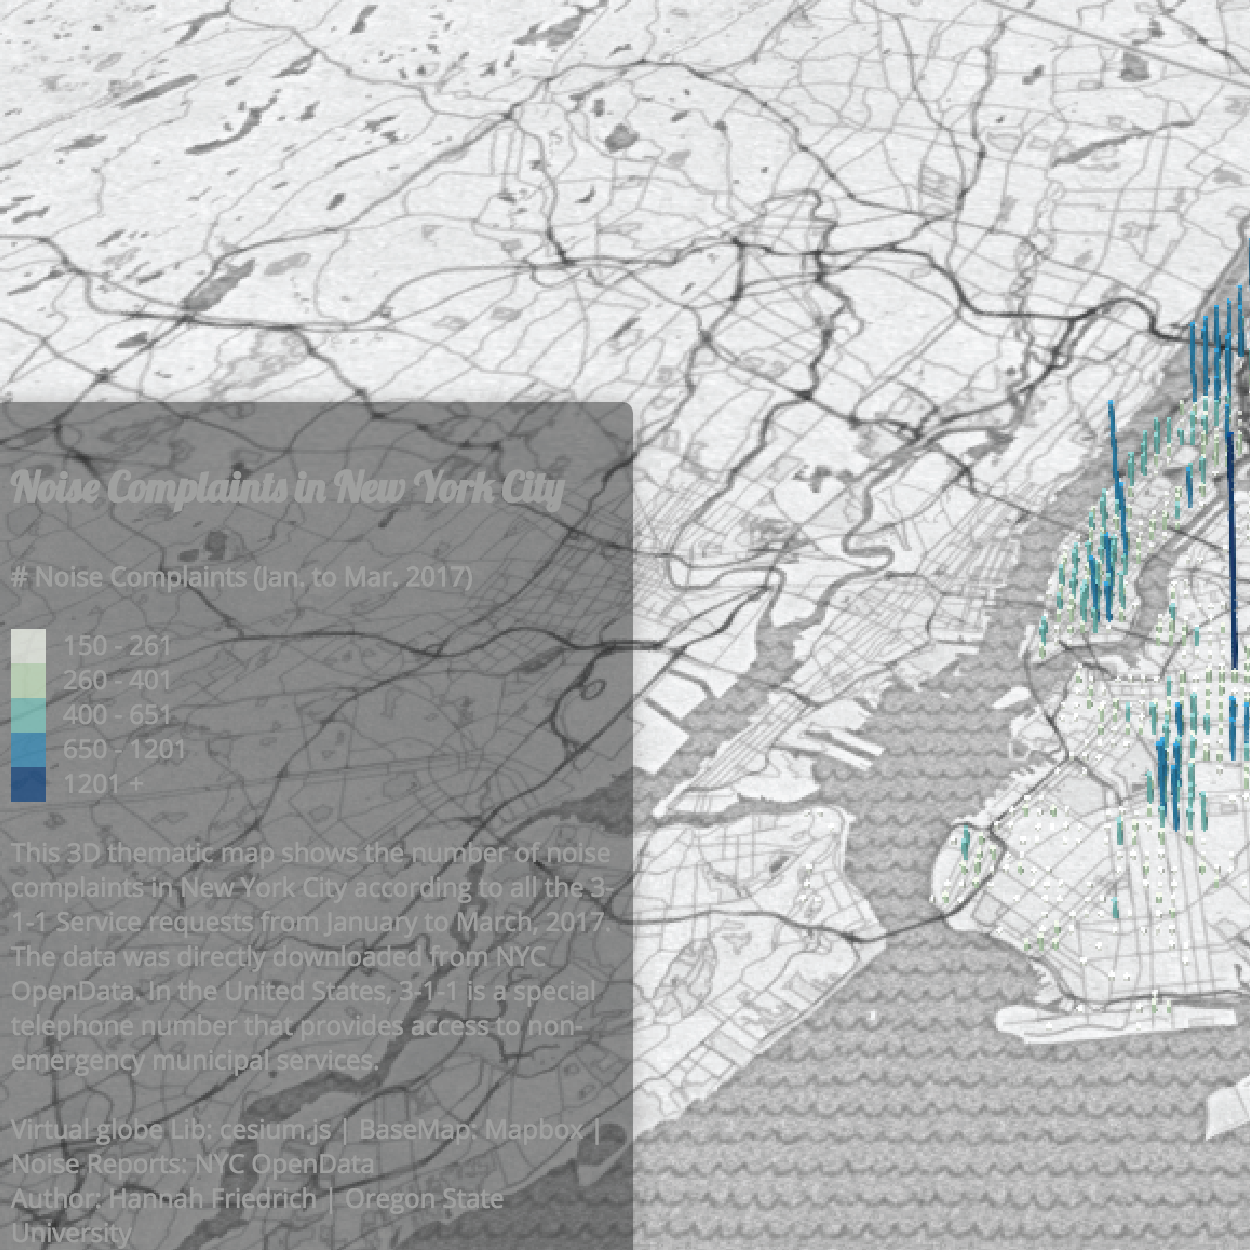 Noise Complaints in New York City
# Noise Complaints (Jan. to Mar. 2017)
150 - 261
260 - 401
400 - 651
650 - 1201
1201 +
This 3D thematic map shows the number of noise
complaints in New York City according to all the 3-
1-1 Service requests from January to March, 2017.
The data was directly downloaded from NYC
OpenData. In the United States, 3-1-1 is a special
telephone number that provides access to non-
emergency municipal services.
Virtual globe Lib: cesium.js | BaseMap: Mapbox |
Noise Reports: NYC OpenData
Author: Hannah Friedrich | Oregon State
University